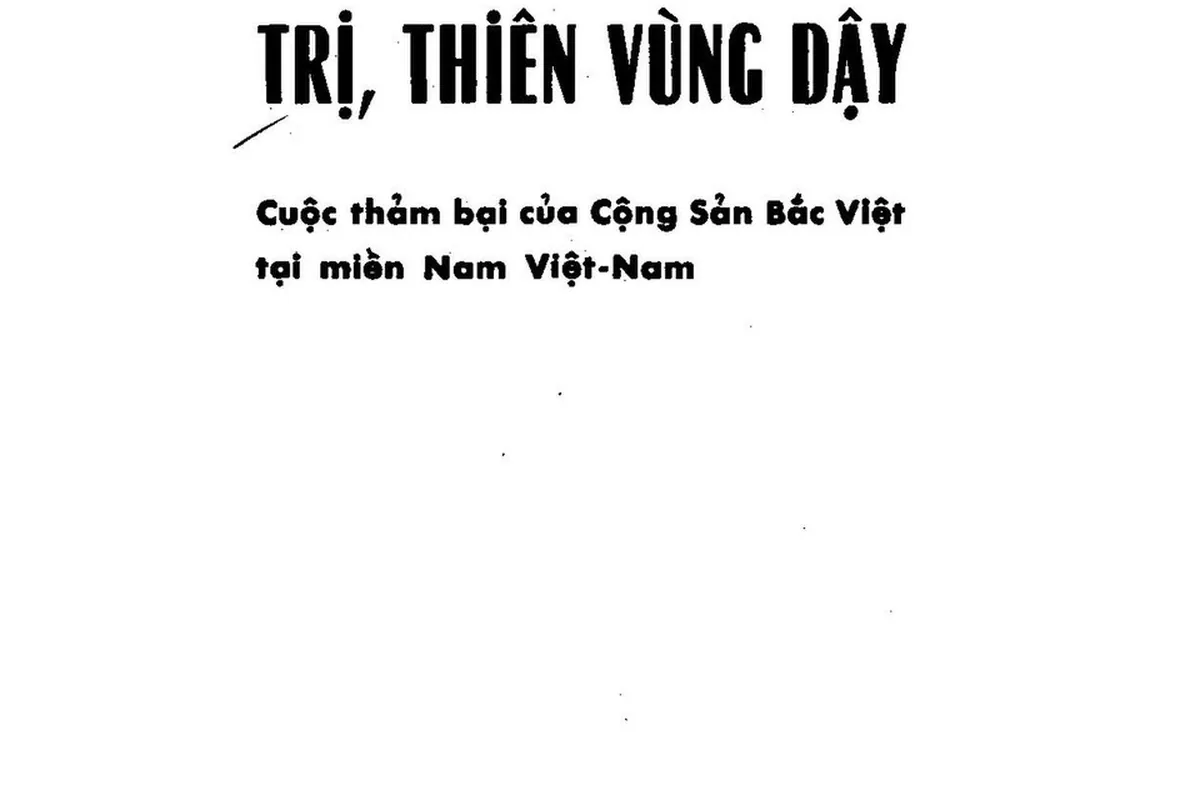 TRỊ, THIÊN VÙNG DẬY
Cuộc thảm bại của Cộng Sản Bắc Việt
tại miền Nam Việt-Nam